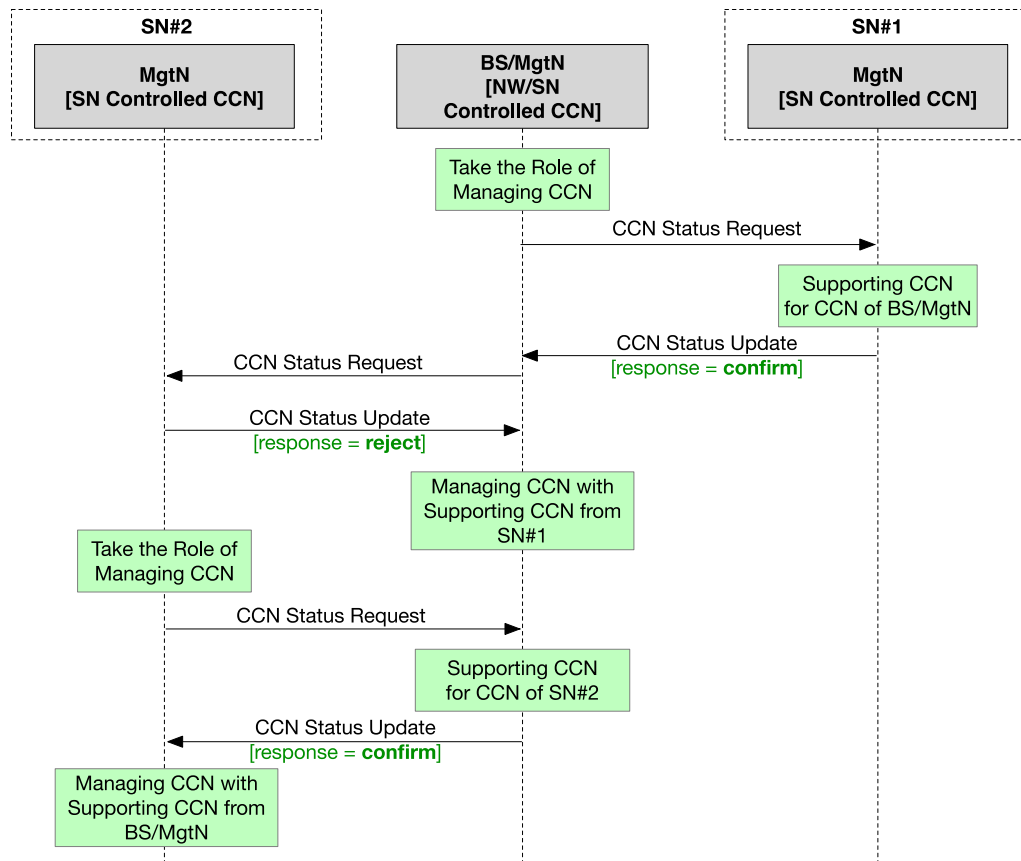 SN#2
SN#1
MgtN
[SN Controlled CCN]
BS/MgtN
[NW/SN
Controlled CCN]
MgtN
[SN Controlled CCN]
Take the Role of
Managing CCN
CCN Status Request
Supporting CCN
for CCN of BS/MgtN
CCN Status Update
[response = confirm]
CCN Status Request
CCN Status Update
[response = reject]
Managing CCN with
Supporting CCN from
SN#1
Take the Role of
Managing CCN
CCN Status Request
Supporting CCN
for CCN of SN#2
CCN Status Update
[response = confirm]
Managing CCN with
Supporting CCN from
BS/MgtN